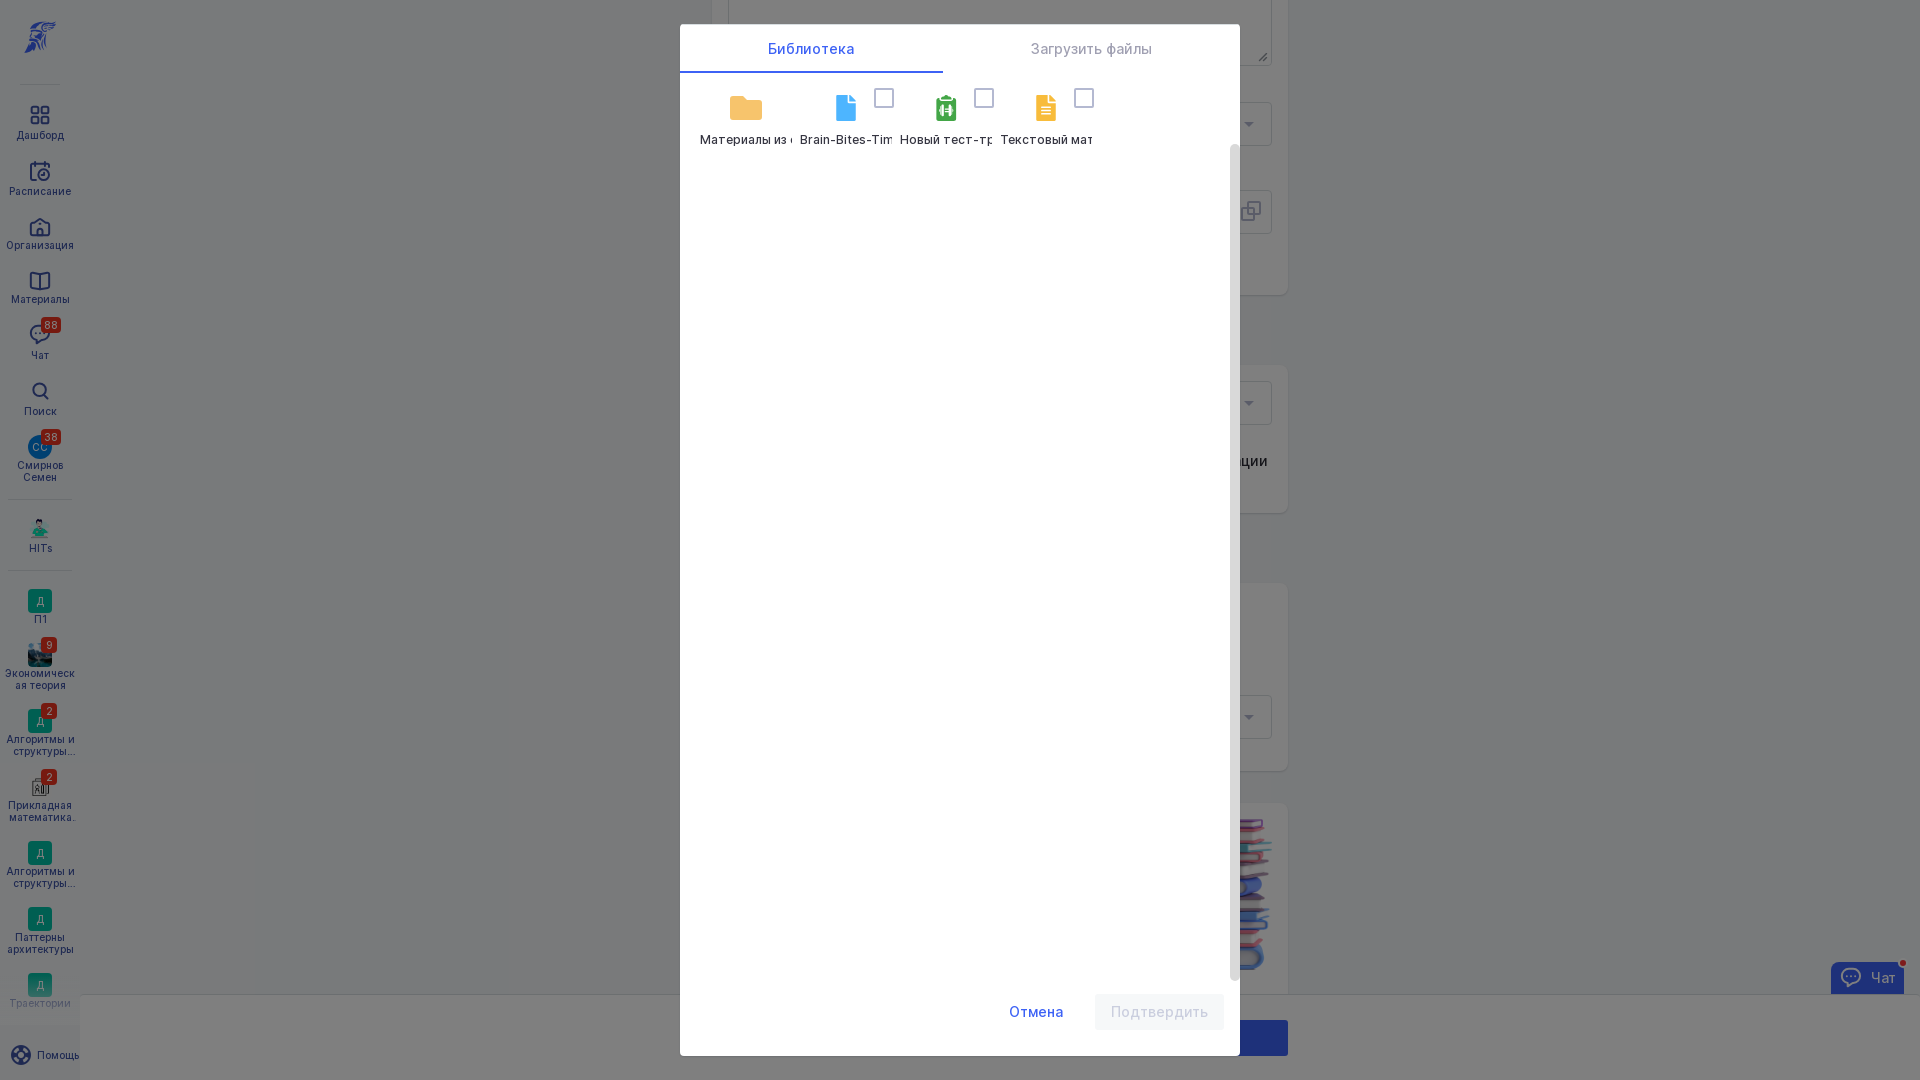 Библиотека
Загрузить файлы
Материалы из
Brain-Bites-Tim
Новый тест-тр
Текстовый мат
Отмена
Подтвердить
Дашборд
Расписание
Организация
Материалы
88
Чат
Поиск
38
СС
Смирнов
Семен
HITs
Д
П1
9
Экономическ
ая теория
2
Д
Алгоритмы и
структуры...
2
Прикладная
математика.
Д
Алгоритмы и
структуры...
Д
Паттерны
архитектуры
Д
Траектории
Помощь
ции
Чат